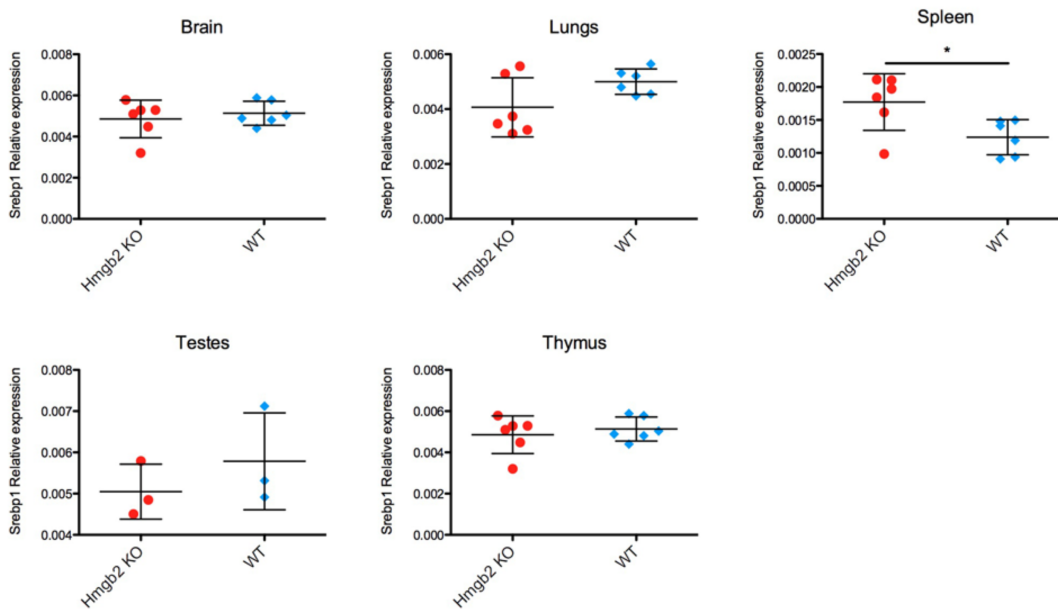 Brain
Srebp1 Relative expression
0.008
0.006
0.004
0.002
0.000
Hmgb2 KO
WT
Lungs
Srebp1 Relative expression
0.006
0.004
0.002
0.000
Hmgb2 KO
WT
Spleen
*
Srebp1 Relative expression
0.0025
0.0020
0.0015
0.0010
0.0005
0.0000
Hmgb2 KO
WT
Testes
Srebp1 Relative expression
0.008
0.007
0.006
0.005
0.004
Hmgb2 KO
WT
Thymus
Srebp1 Relative expression
0.008
0.006
0.004
0.002
0.000
Hmgb2 KO
WT